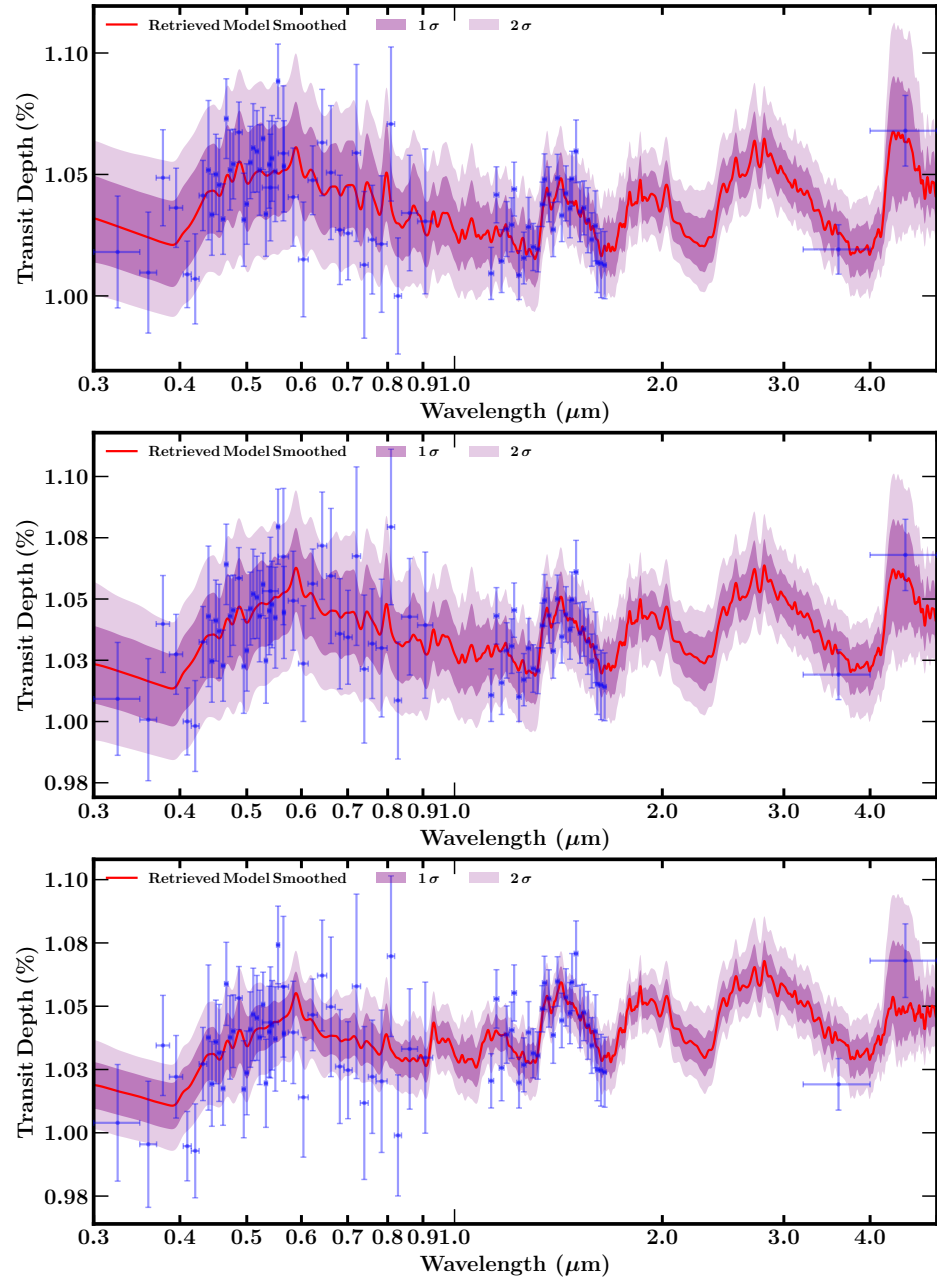 Retrieved Model Smoothed 1 σ 2 σ
Transit Depth (%)
1.10
1.05
1.00
0.3 0.4 0.5 0.6 0.7 0.8 0.9 1.0 2.0 3.0 4.0
Wavelength (μm)
Retrieved Model Smoothed 1 σ 2 σ
Transit Depth (%)
1.10
1.08
1.05
1.03
1.00
0.98
0.3 0.4 0.5 0.6 0.7 0.8 0.9 1.0 2.0 3.0 4.0
Wavelength (μm)
Retrieved Model Smoothed 1 σ 2 σ
Transit Depth (%)
1.10
1.08
1.05
1.03
1.00
0.98
0.3 0.4 0.5 0.6 0.7 0.8 0.9 1.0 2.0 3.0 4.0
Wavelength (μm)